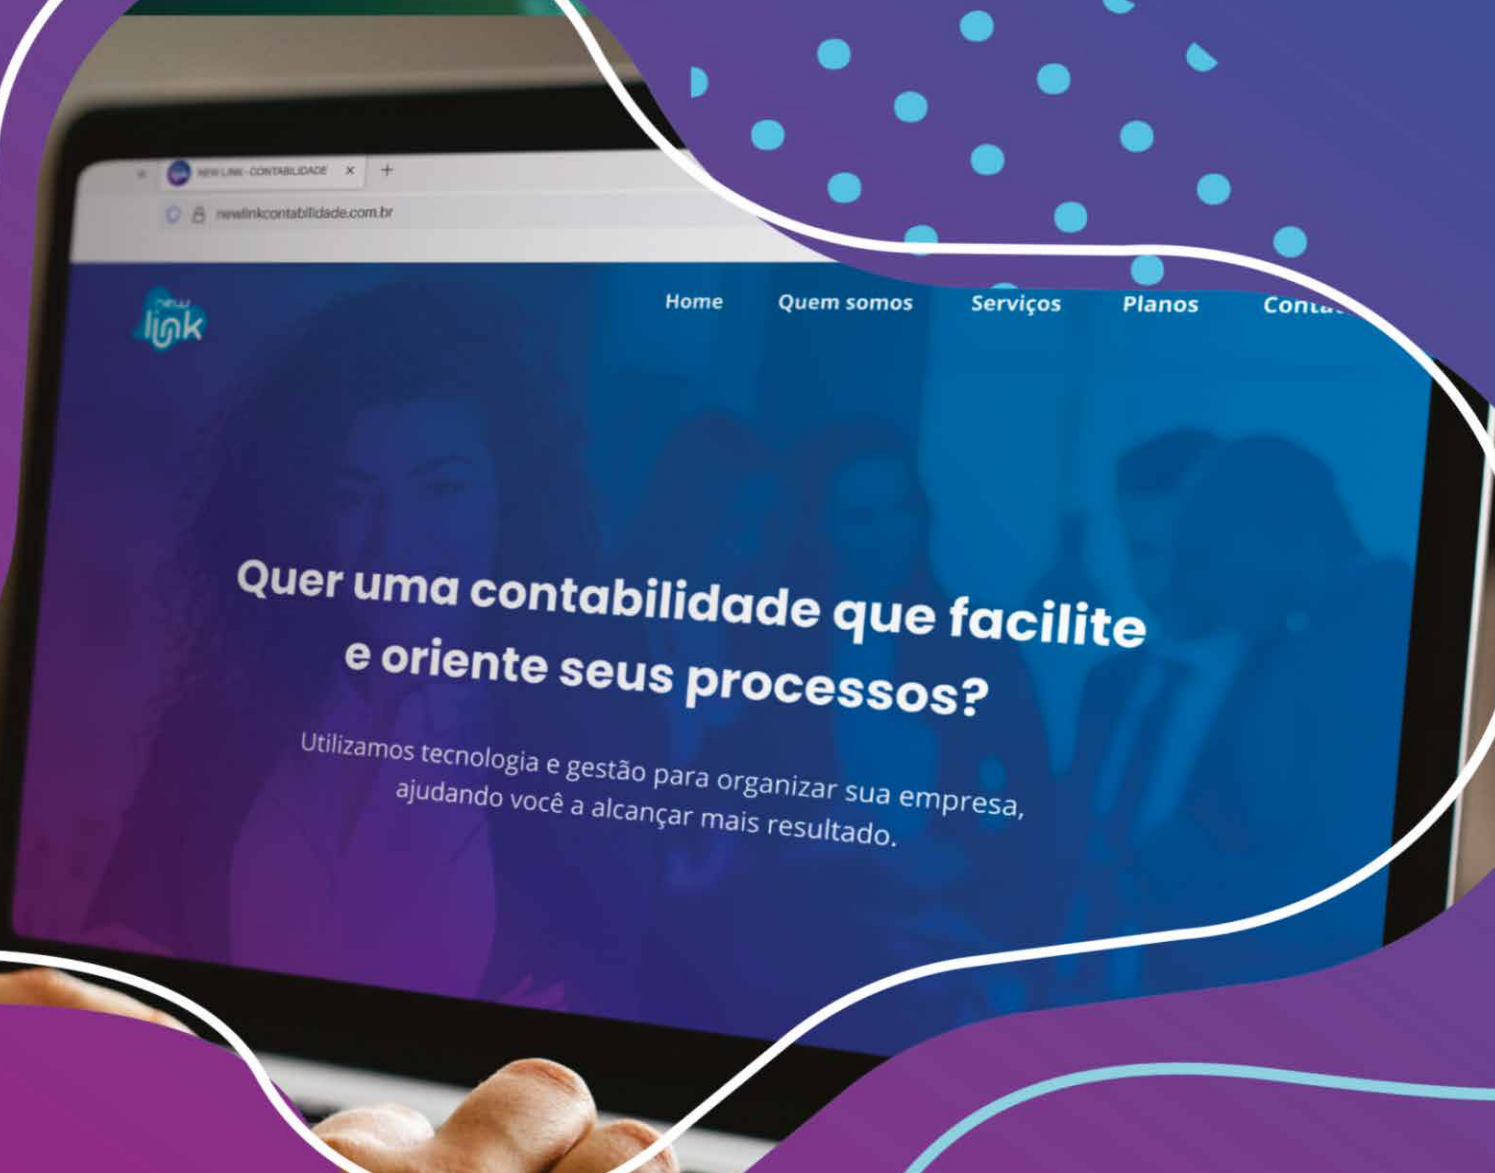 NEW LINK - CONTABILIDADE
newlinkcontabilidade.com.br
new
link
Home Quem somos Serviços Planos
Quer uma contabilidade que facilite
e oriente seus processos?
Utilizamos tecnologia e gestão para organizar sua empresa,
ajudando você a alcançar mais resultado.